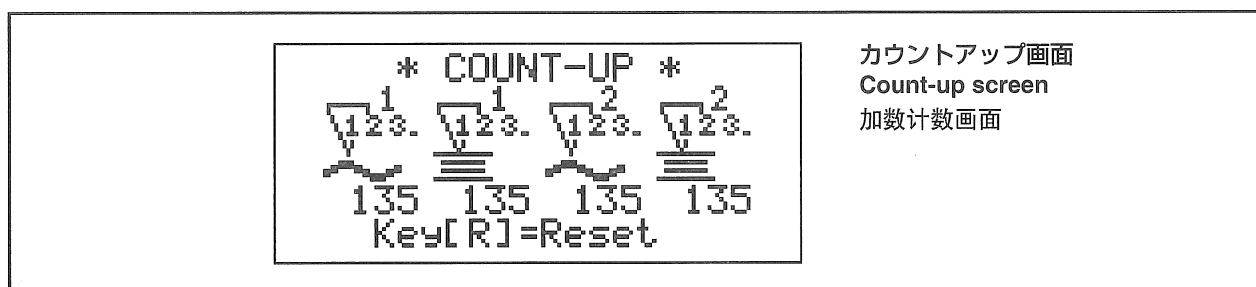 * COUNT-UP *
1 1 2 2
123. 123. 123. 123.
135 135 135 135
Key[R]=Reset
カウントアップ画面
Count-up screen
加数计数画面